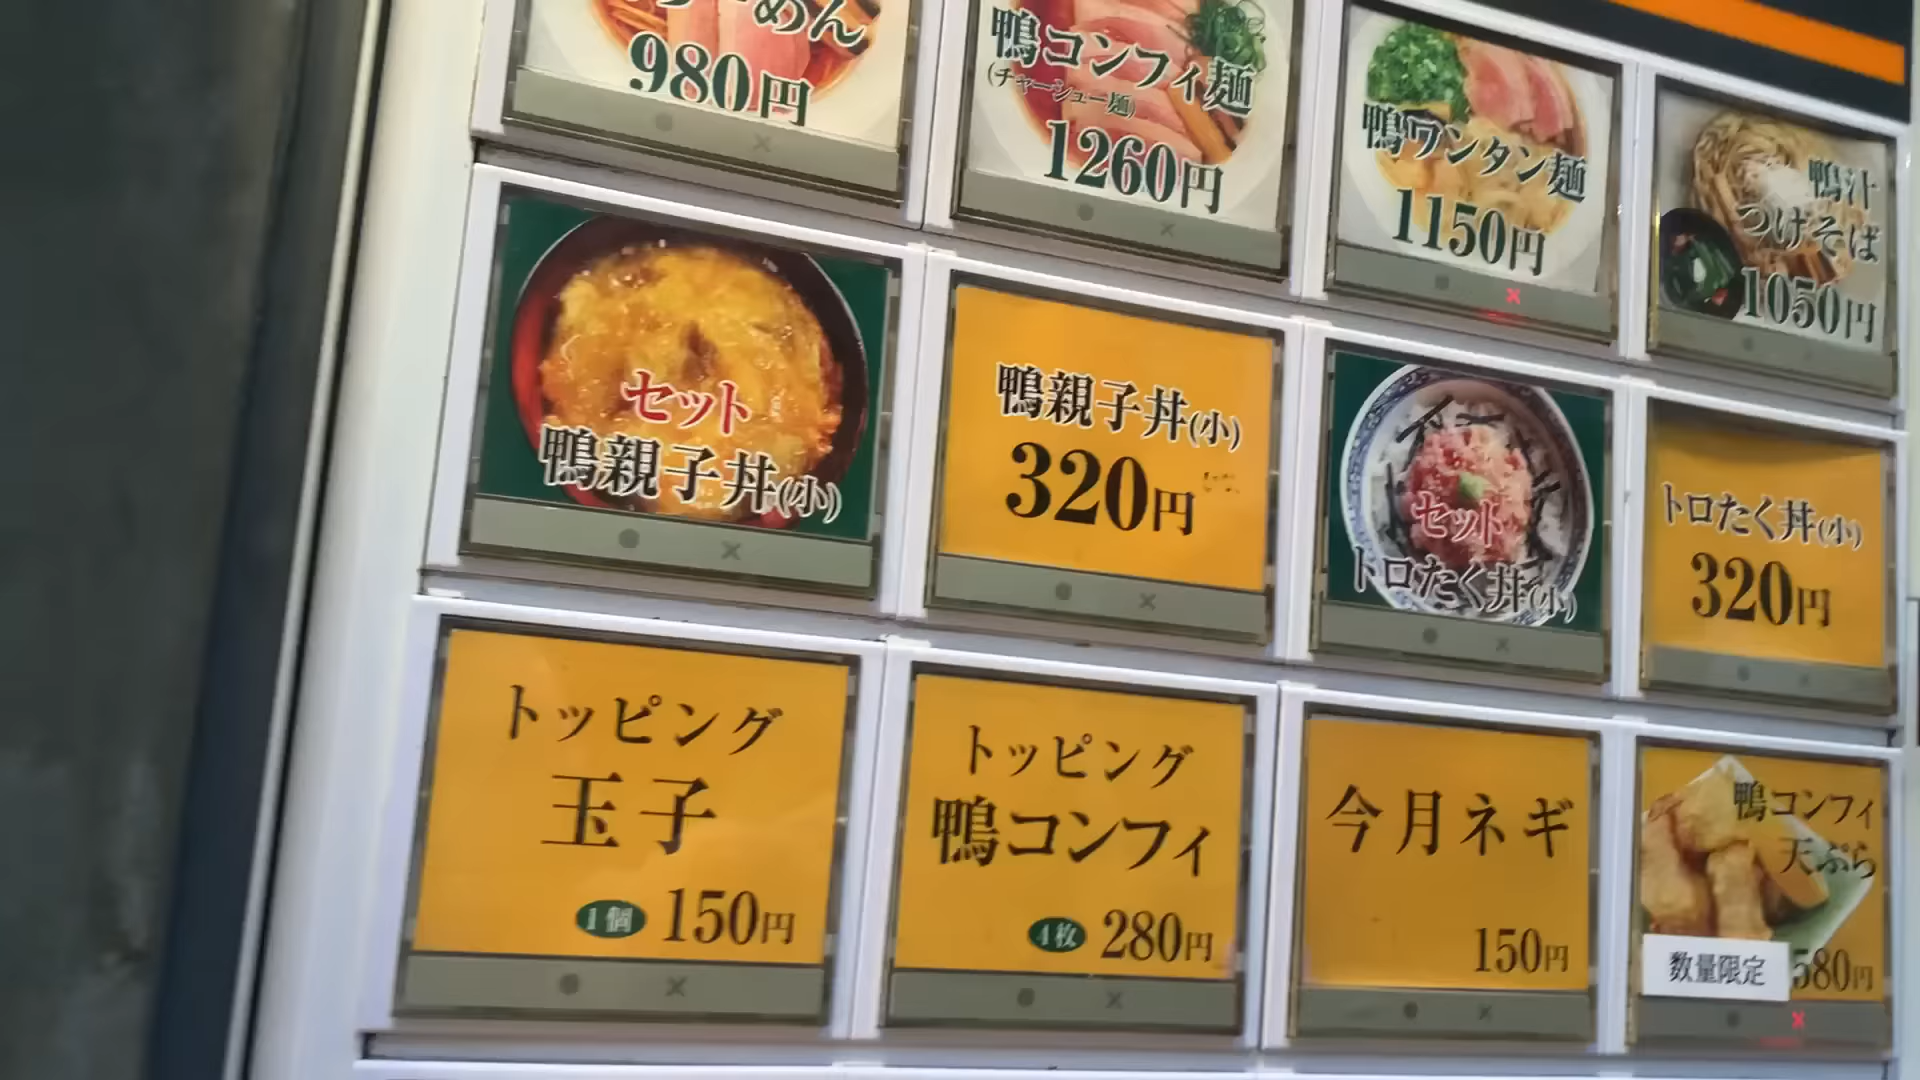 らーめん
980円
鴨コンフィ麺
(チャーシュー麺)
1260円
鴨ワンタン麺
1150円
鴨汁
つけそば
1050円
セット
鴨親子丼(小)
鴨親子丼(小)
320円
セット
トロたく丼(小)
トロたく丼(小)
320円
トッピング
玉子
1個 150円
トッピング
鴨コンフィ
4枚 280円
今月ネギ
150円
鴨コンフィ
天ぷら
数量限定 580円